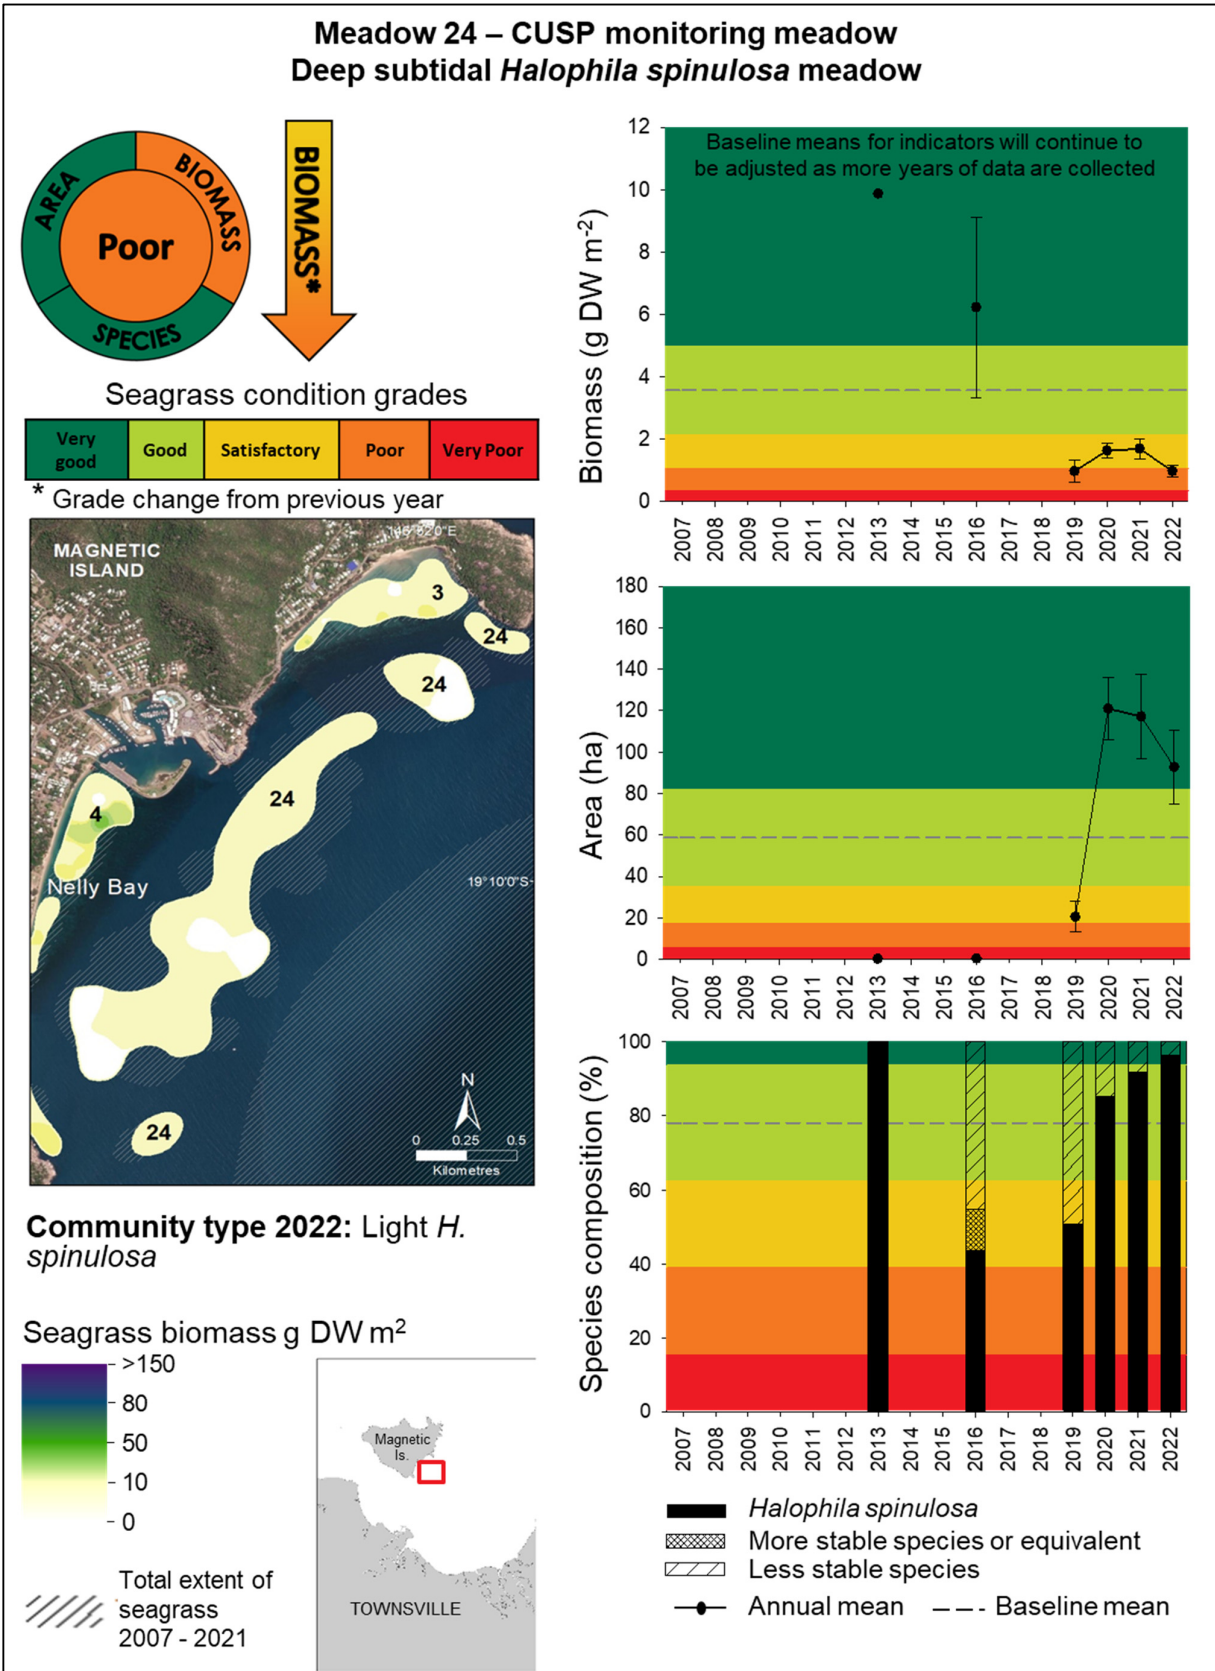 Meadow 24 – CUSP monitoring meadow
Deep subtidal Halophila spinulosa meadow
AREA
BIOMASS
SPECIES
Poor
BIOMASS*
Seagrass condition grades
Very good
Good
Satisfactory
Poor
Very Poor
* Grade change from previous year
MAGNETIC
ISLAND
3
24
24
24
4
Nelly Bay
19°10'0"S
24
N
0 0.25 0.5
Kilometres
Community type 2022: Light H.
spinulosa
Seagrass biomass g DW m2
>150
80
50
10
0
Total extent of
seagrass
2007 - 2021
Magnetic
Is.
TOWNSVILLE
Baseline means for indicators will continue to
be adjusted as more years of data are collected
Biomass (g DW m-2)
12
10
8
6
4
2
0
2007 2008 2009 2010 2011 2012 2013 2014 2015 2016 2017 2018 2019 2020 2021 2022
Area (ha)
180
160
140
120
100
80
60
40
20
0
2007 2008 2009 2010 2011 2012 2013 2014 2015 2016 2017 2018 2019 2020 2021 2022
Species composition (%)
100
80
60
40
20
0
2007 2008 2009 2010 2011 2012 2013 2014 2015 2016 2017 2018 2019 2020 2021 2022
Halophila spinulosa
More stable species or equivalent
Less stable species
Annual mean
Baseline mean